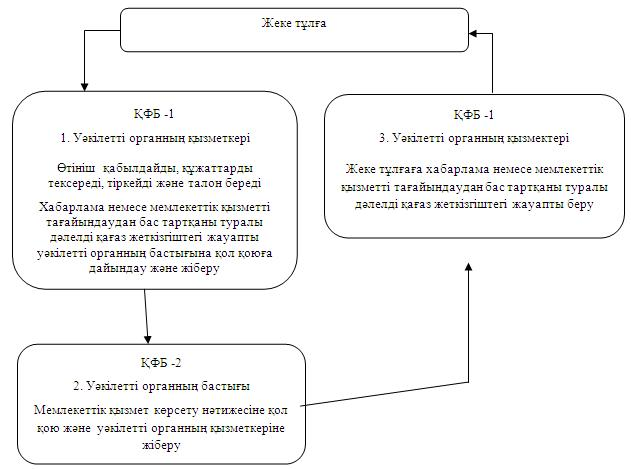 Жеке тұлға
ҚФБ -1
1. Уәкілетті органның қызметкері
Өтініш қабылдайды, құжаттарды
тексереді, тіркейді және талон береді
Хабарлама немесе мемлекеттік қызметті
тағайындаудан бас тартқаны туралы
дәлелді қағаз жеткізгіштегі жауапты
уәкілетті органның бастығына қол қоюға
дайындау және жіберу
ҚФБ -2
2. Уәкілетті органның бастығы
Мемлекеттік қызмет көрсету нәтижесіне қол
қою және уәкілетті органның қызметкеріне
жіберу
ҚФБ -1
3. Уәкілетті органның қызмектері
Жеке тұлғаға хабарлама немесе мемлекеттік
қызметті тағайындаудан бас тартқаны туралы
дәлелді қағаз жеткізгіштегі жауапты беру